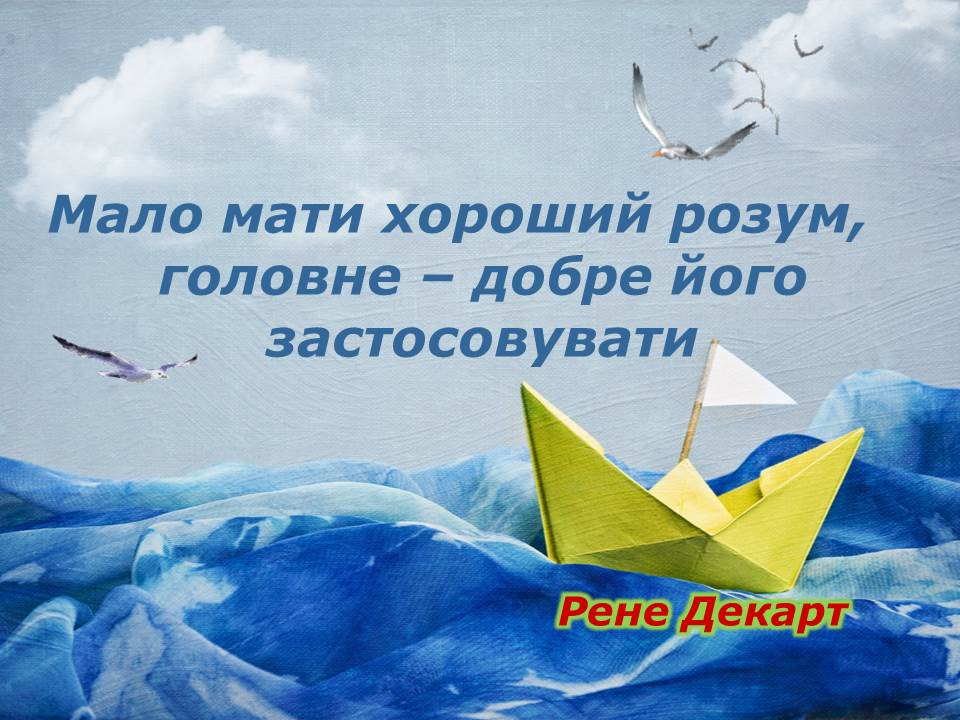 Мало мати хороший розум,
головне – добре його
застосовувати
Рене Декарт